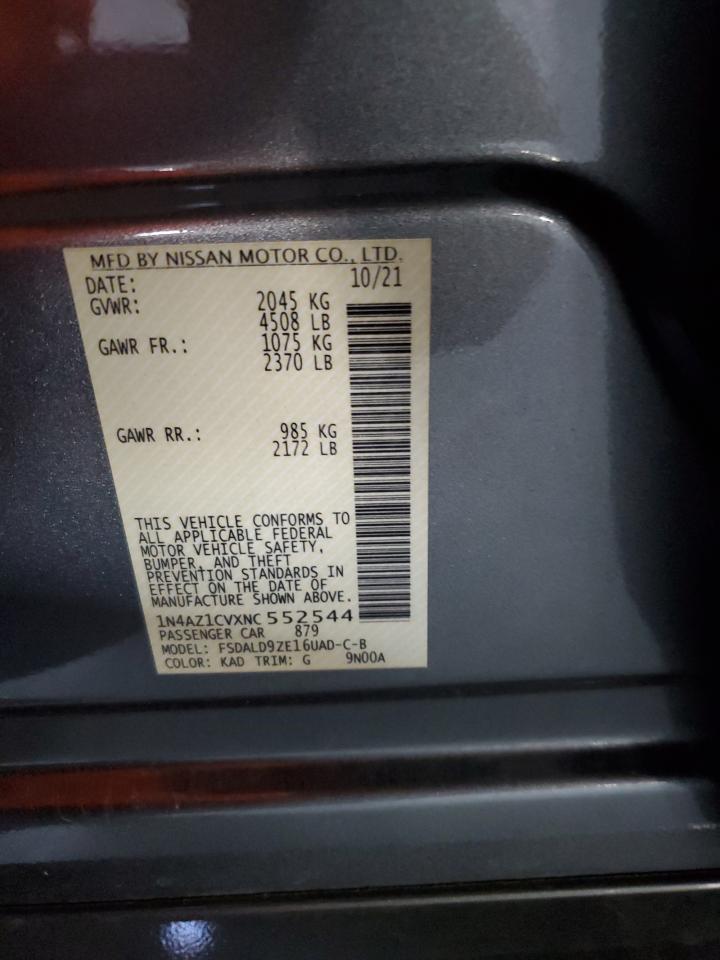 MFD BY NISSAN MOTOR CO., LTD.
DATE: 10/21
GVWR: 2045 KG
4508 LB
GAWR FR.: 1075 KG
2370 LB
GAWR RR.: 985 KG
2172 LB
THIS VEHICLE CONFORMS TO
ALL APPLICABLE FEDERAL
MOTOR VEHICLE SAFETY,
BUMPER, AND THEFT
PREVENTION STANDARDS IN
EFFECT ON THE DATE OF
MANUFACTURE SHOWN ABOVE.
1N4AZ1CVXNC552544
PASSENGER CAR 879
MODEL: FSDALD9ZE16UAD-C-B
COLOR: KAD TRIM: G 9N00A